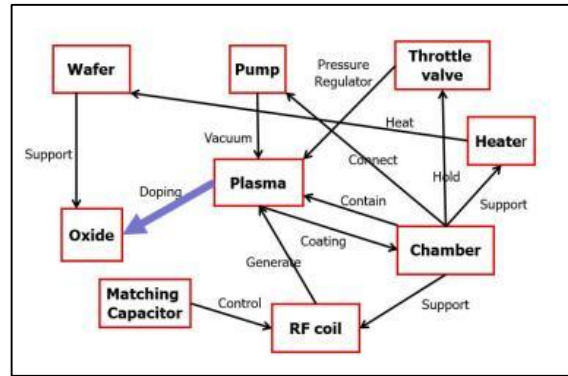 Wafer
Pump
Pressure
Regulator
Throttle
valve
Heat
Heater
Support
Vacuum
Connect
Hold
Support
Doping
Plasma
Contain
Oxide
Coating
Chamber
Generate
Matching
Capacitor
Control
RF coil
Support